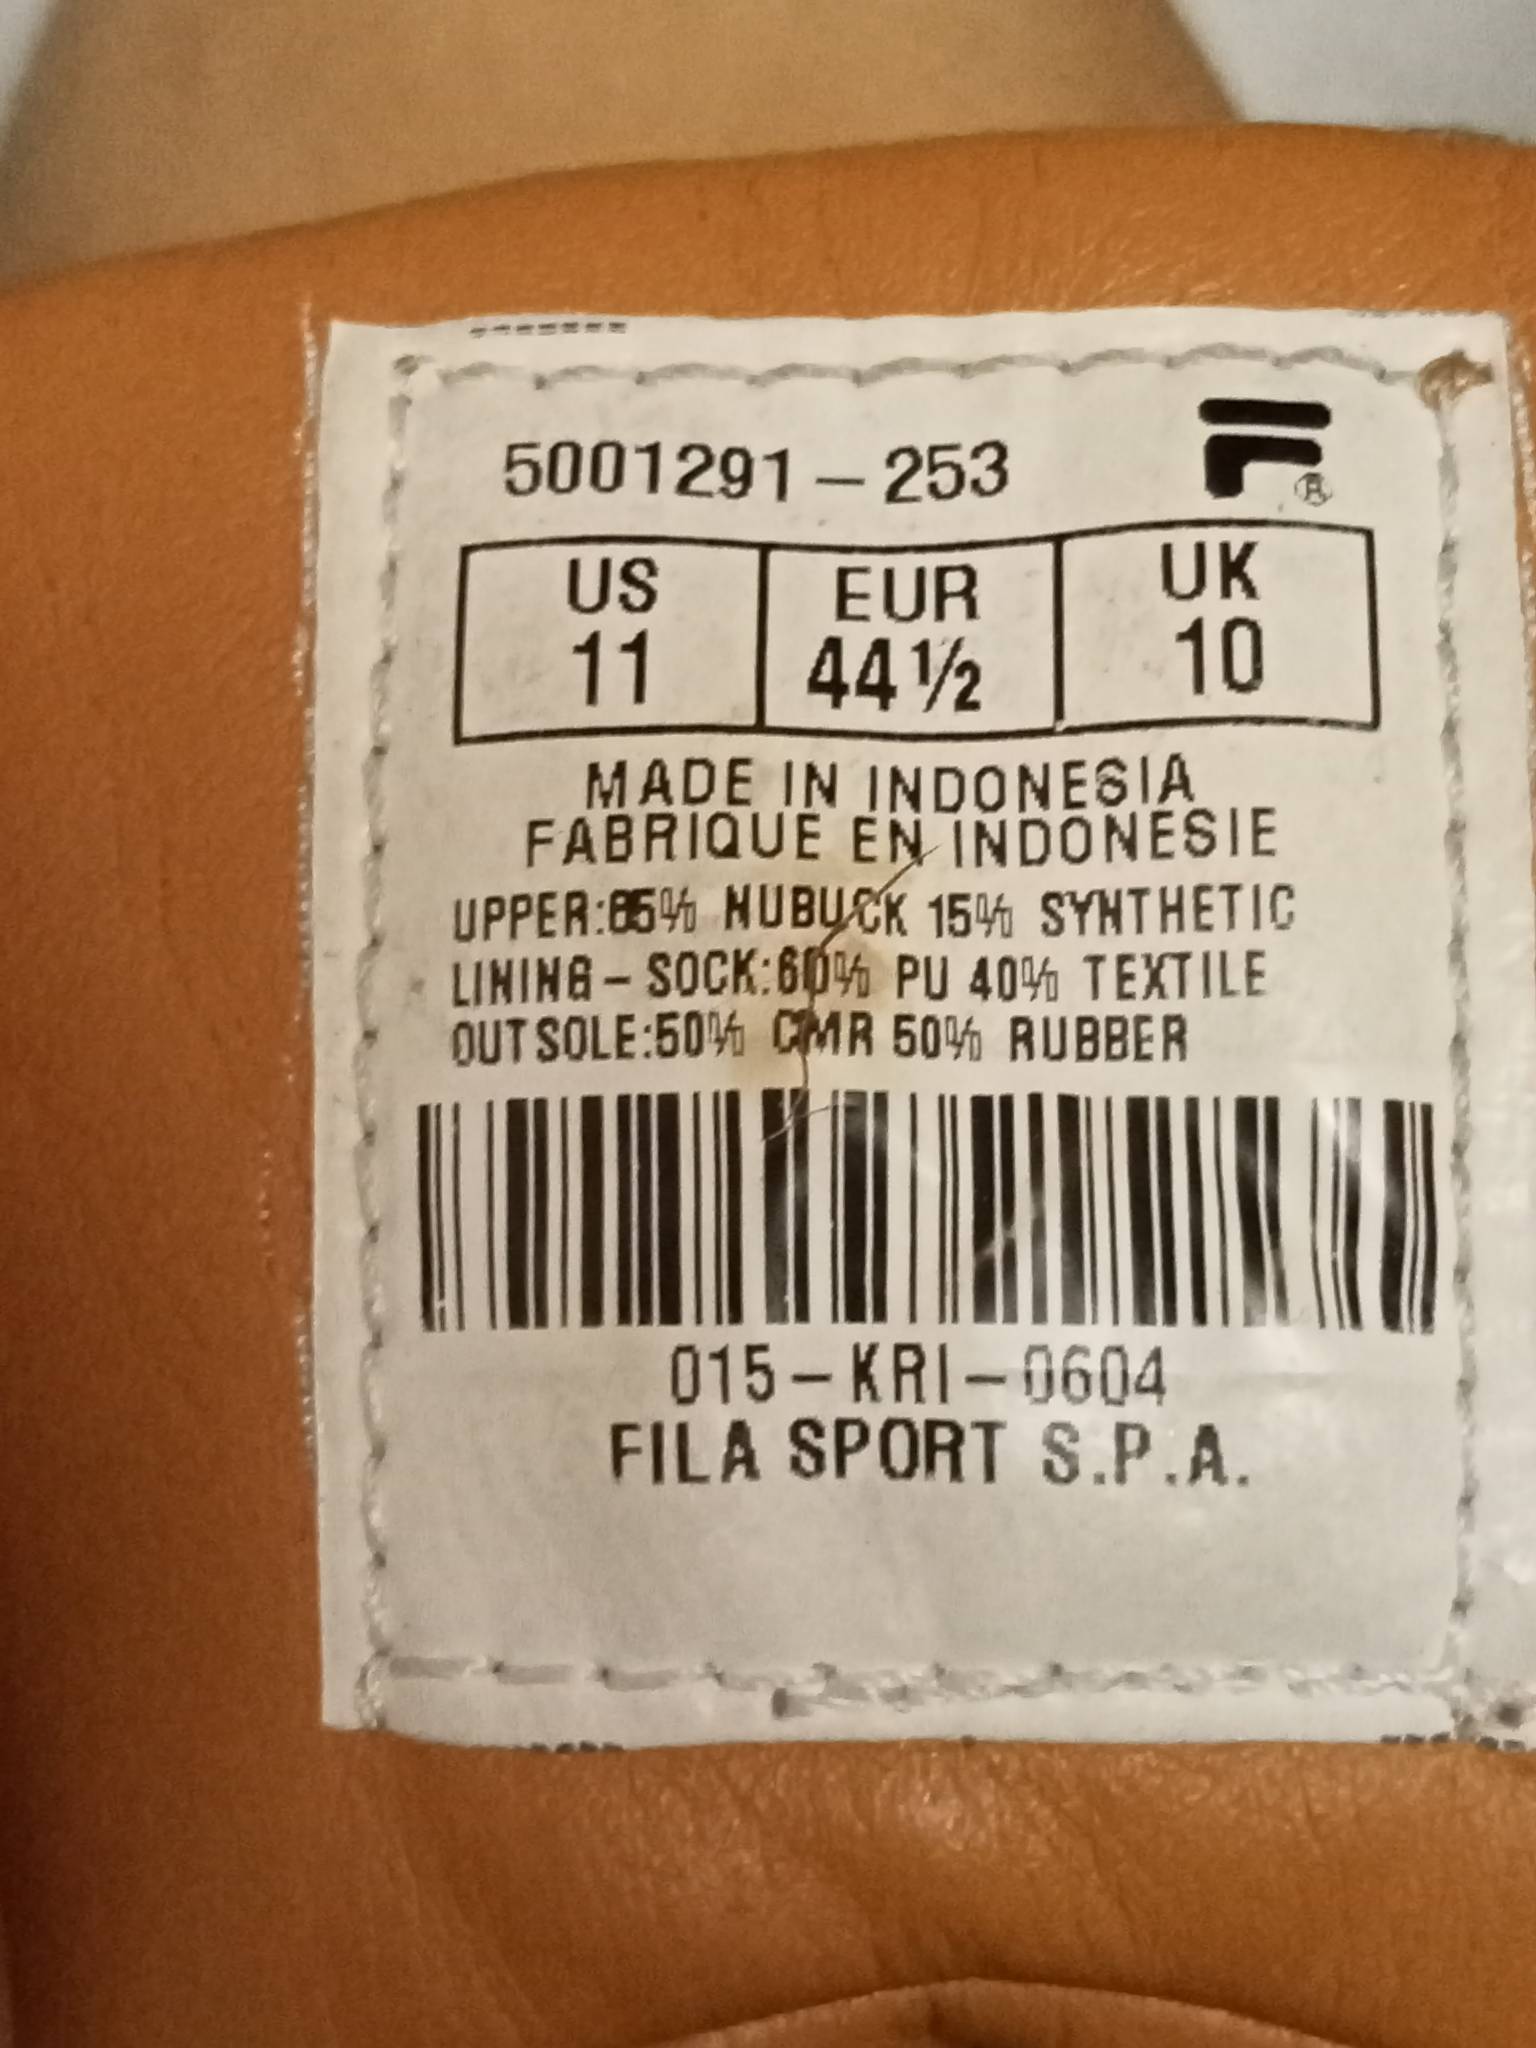 5001291-253
F®
US EUR UK
11 44½ 10
MADE IN INDONESIA
FABRIQUE EN INDONESIE
UPPER:85% NUBUCK 15% SYNTHETIC
LINING-SOCK:60% PU 40% TEXTILE
OUTSOLE:50% CMR 50% RUBBER
015-KRI-0604
FILA SPORT S.P.A.